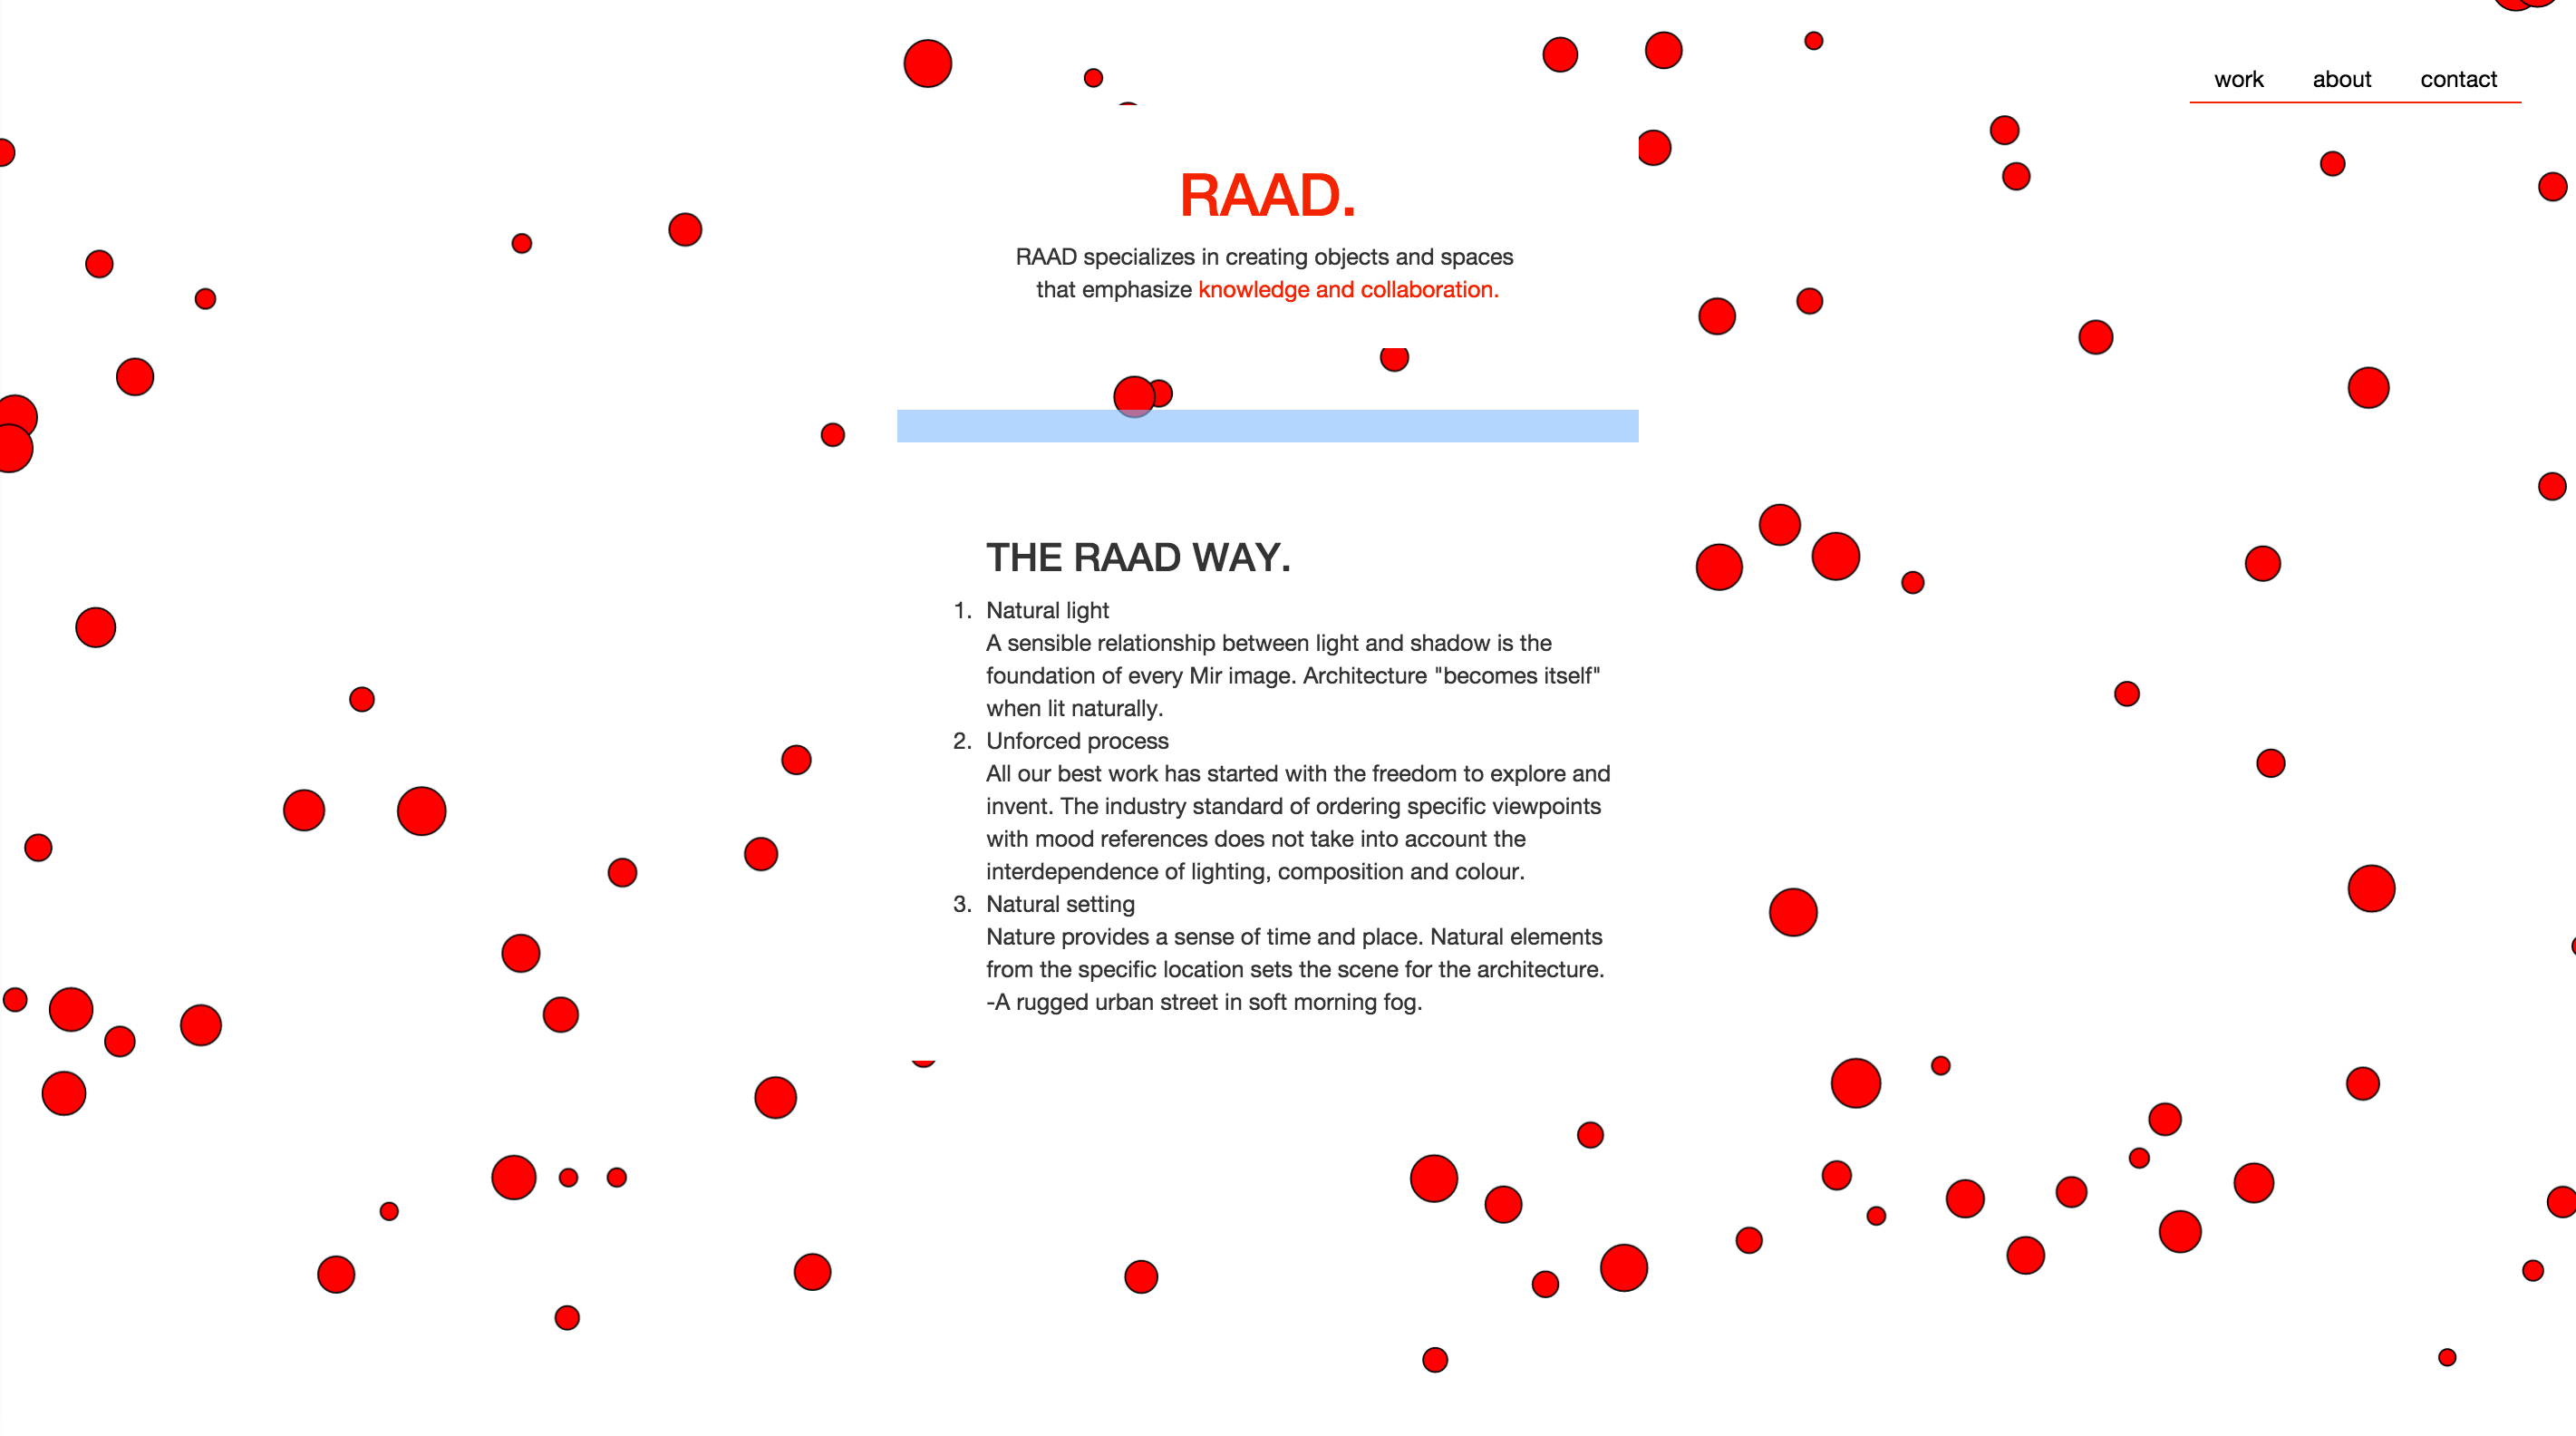 work about contact
RAAD.
RAAD specializes in creating objects and spaces
that emphasize knowledge and collaboration.
THE RAAD WAY.
1. Natural light
A sensible relationship between light and shadow is the
foundation of every Mir image. Architecture "becomes itself"
when lit naturally.
2. Unforced process
All our best work has started with the freedom to explore and
invent. The industry standard of ordering specific viewpoints
with mood references does not take into account the
interdependence of lighting, composition and colour.
3. Natural setting
Nature provides a sense of time and place. Natural elements
from the specific location sets the scene for the architecture.
-A rugged urban street in soft morning fog.